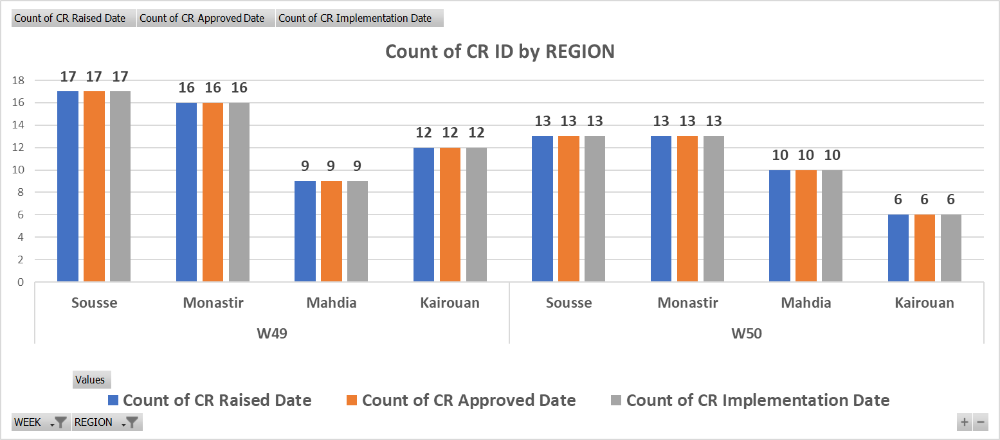 Count of CR Raised Date Count of CR Approved Date Count of CR Implementation Date
Count of CR ID by REGION
18
16
14
12
10
8
6
4
2
0
17 17 17
16 16 16
9 9 9
12 12 12
13 13 13
13 13 13
10 10 10
6 6 6
Sousse Monastir Mahdia Kairouan Sousse Monastir Mahdia Kairouan
W49 W50
Values
Count of CR Raised Date Count of CR Approved Date Count of CR Implementation Date
WEEK REGION + −